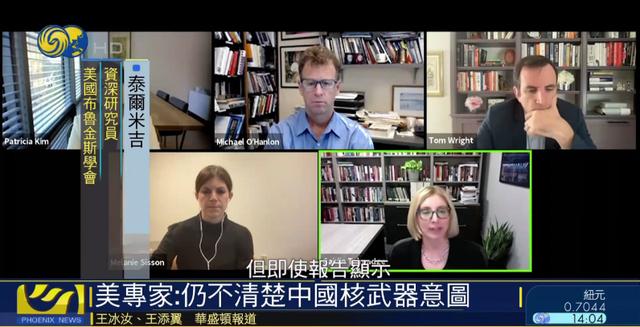 HD
美國布魯金斯學會
資深研究員
泰爾米吉
Patricia Kim
Michael O'Hanlon
Tom Wright
Melanie Sisson
但即使報告顯示
美專家:仍不清楚中國核武器意圖
PHOENIX NEWS
王冰汝、王添翼 華盛頓報道
紐元
0.7044
14:04